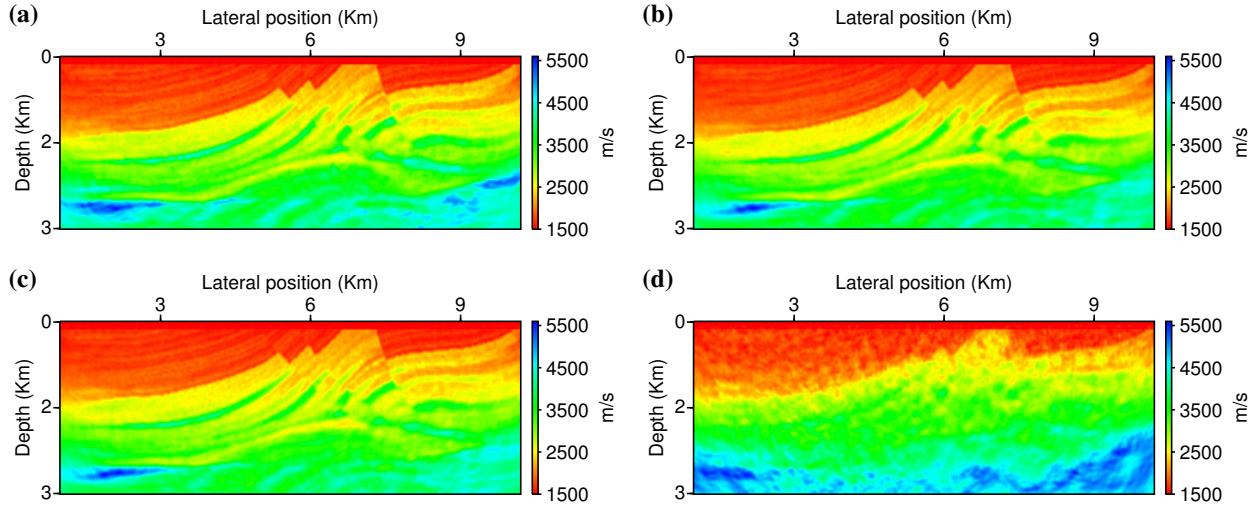 (a)
Lateral position (Km)
3 6 9
0
2
3
Depth (Km)
5500
4500
3500
2500
1500
m/s
(b)
Lateral position (Km)
3 6 9
0
2
3
Depth (Km)
5500
4500
3500
2500
1500
m/s
(c)
Lateral position (Km)
3 6 9
0
2
3
Depth (Km)
5500
4500
3500
2500
1500
m/s
(d)
Lateral position (Km)
3 6 9
0
2
3
Depth (Km)
5500
4500
3500
2500
1500
m/s